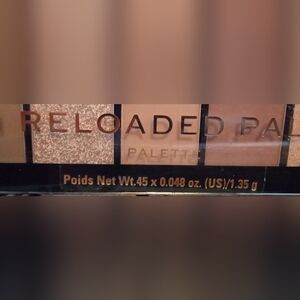 RELOADED PA
PALETTE
Poids Net Wt.45 x 0.048 oz. (US)/1.35 g